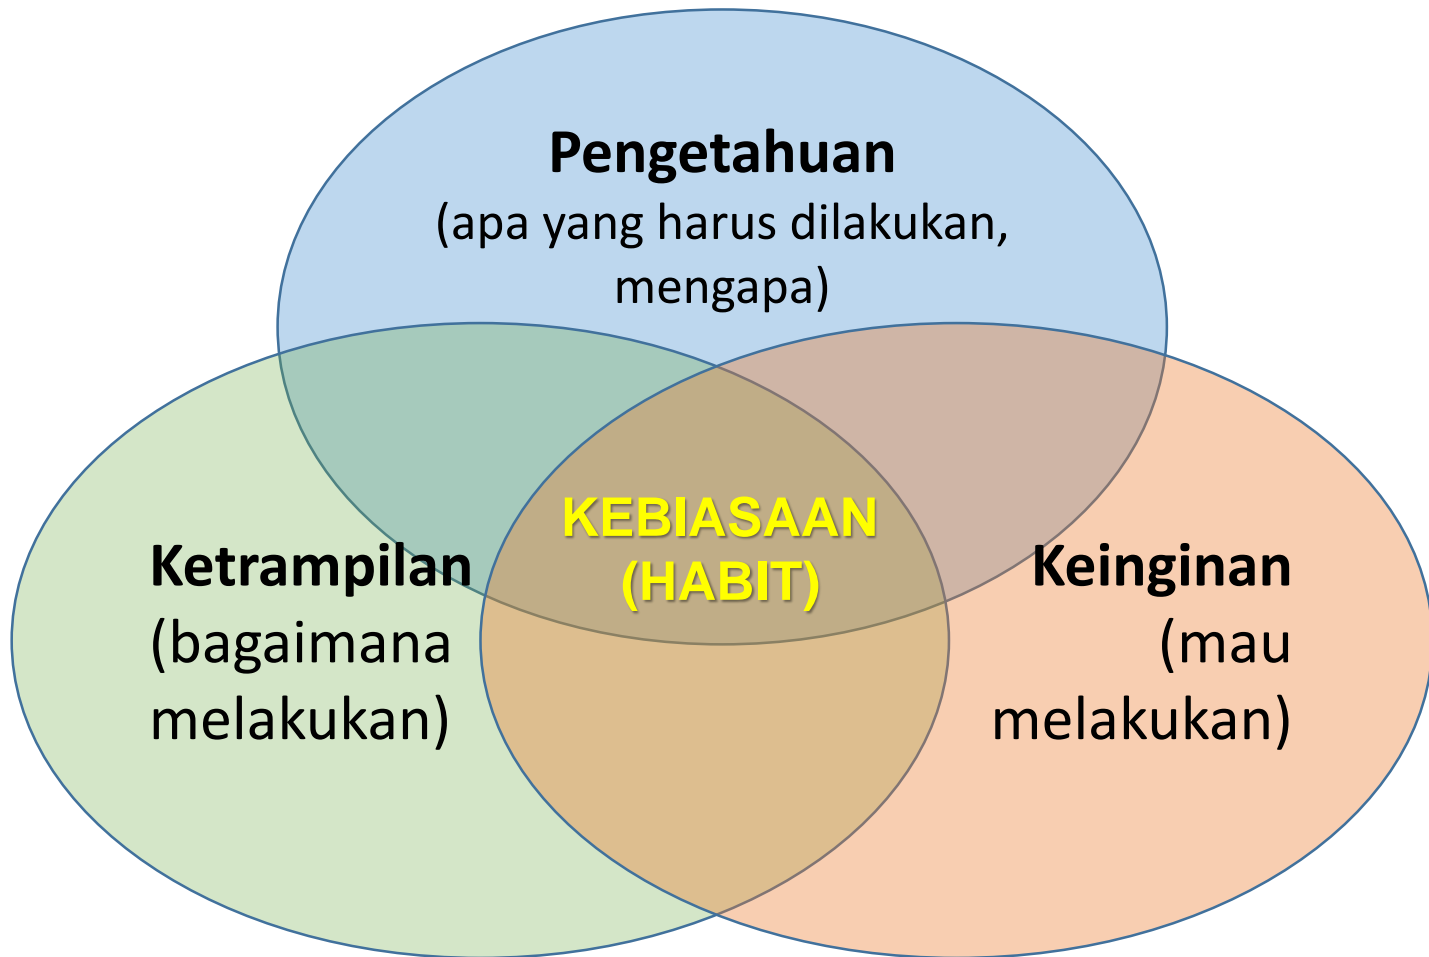 Pengetahuan
(apa yang harus dilakukan,
mengapa)
KEBIASAAN
(HABIT)
Ketrampilan
(bagaimana
melakukan)
Keinginan
(mau
melakukan)